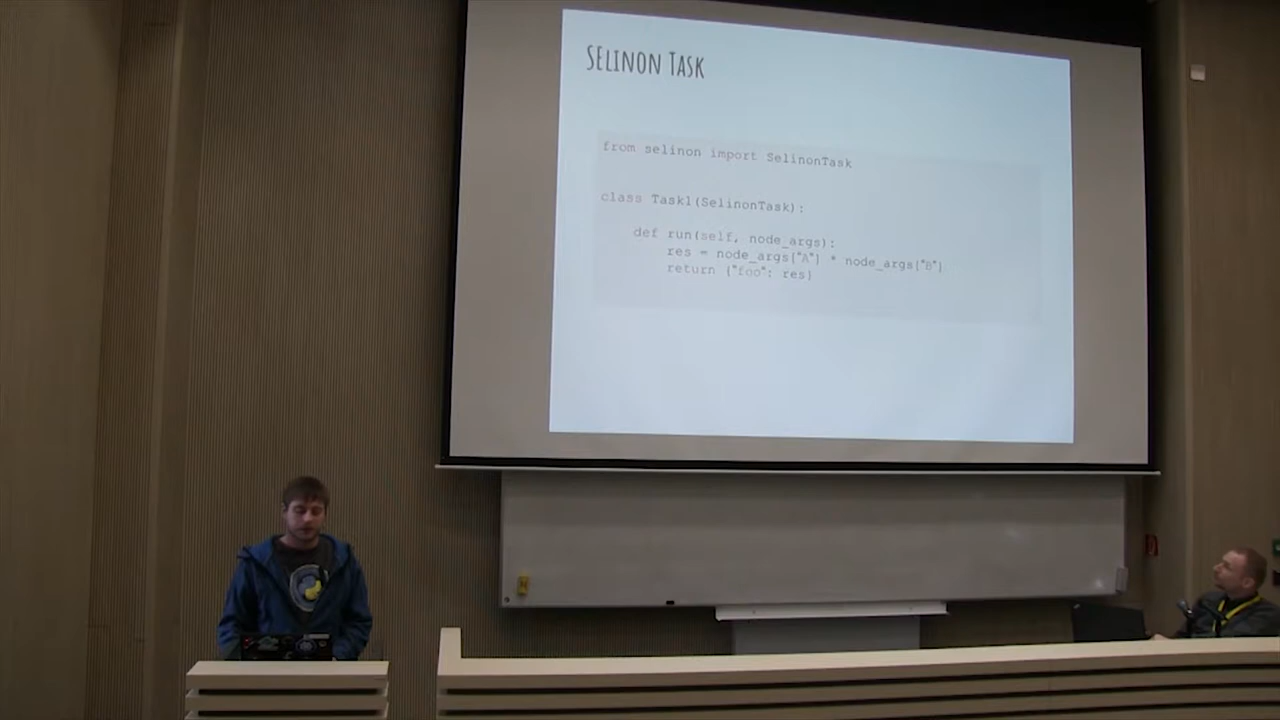 SELINON TASK
from selinon import SelinonTask
class Task1(SelinonTask):
def run(self, node_args):
res = node_args["A"] * node_args["B"]
return {"foo": res}